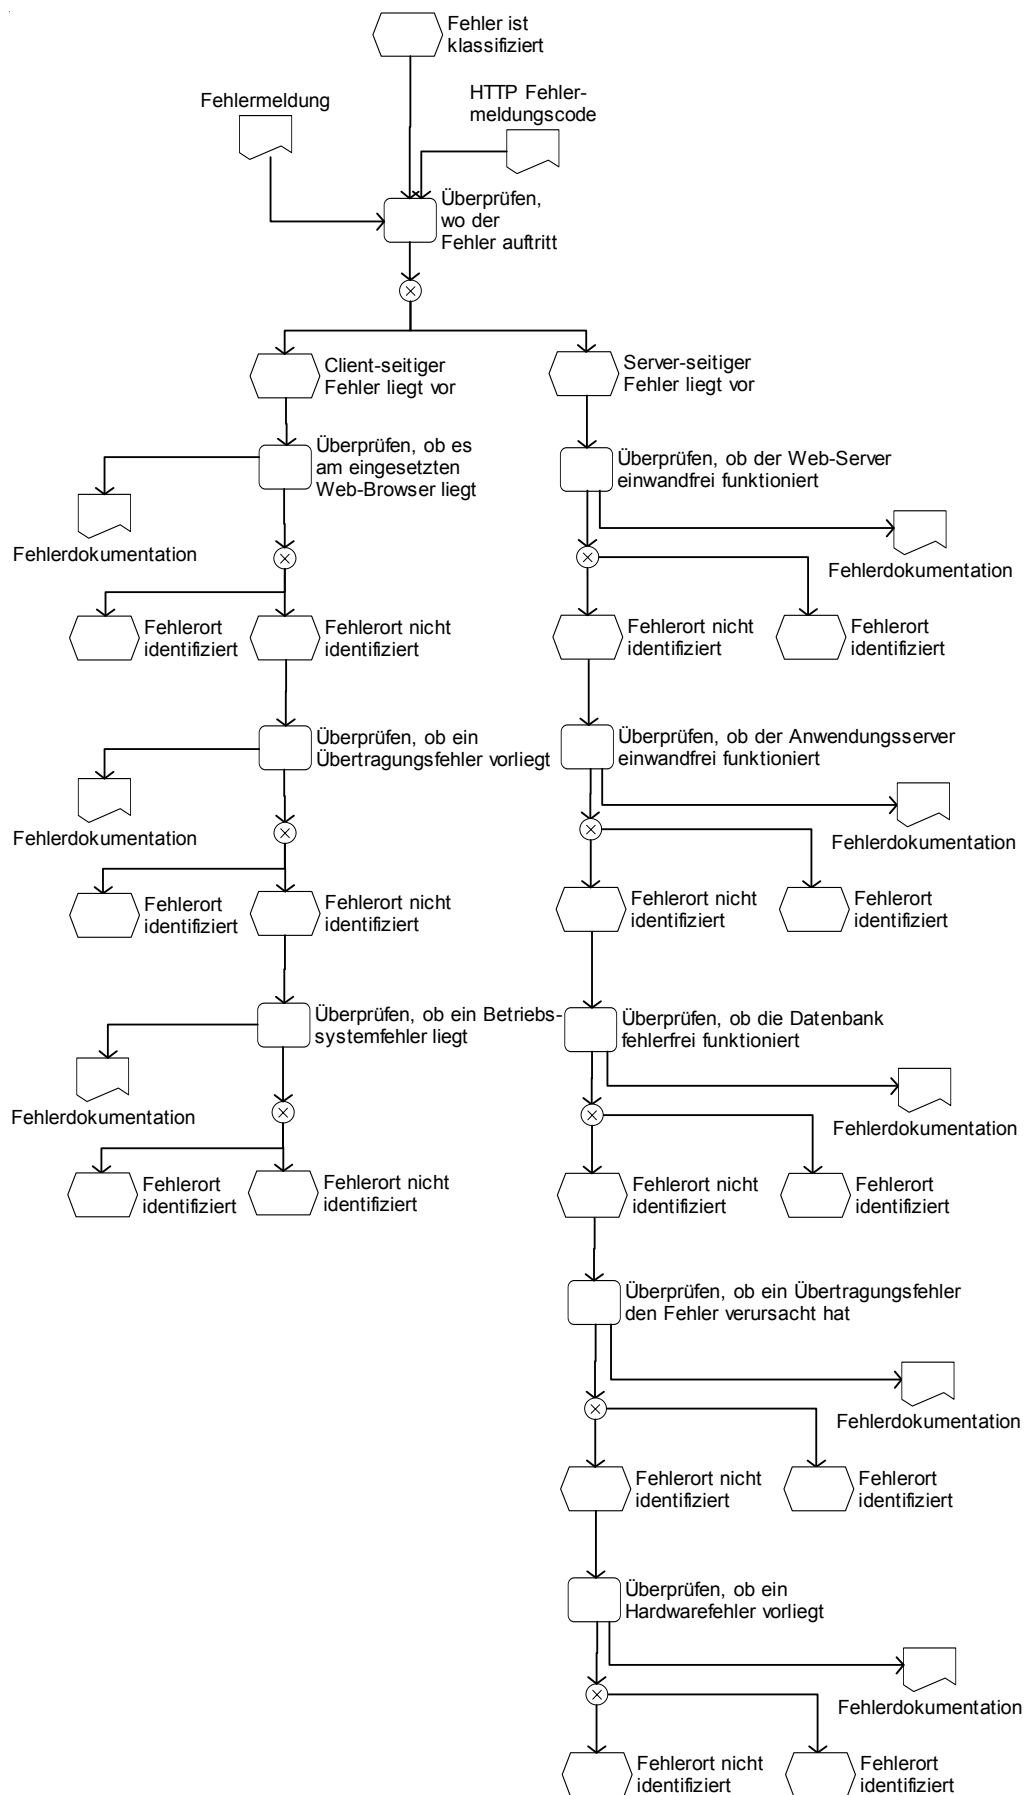 Fehler ist
klassifiziert
Fehlermeldung
HTTP Fehler-
meldungscode
Überprüfen,
wo der
Fehler auftritt
Client-seitiger
Fehler liegt vor
Server-seitiger
Fehler liegt vor
Überprüfen, ob es
am eingesetzten
Web-Browser liegt
Überprüfen, ob der Web-Server
einwandfrei funktioniert
Fehlerdokumentation
Fehlerdokumentation
Fehlerort
identifiziert
Fehlerort nicht
identifiziert
Fehlerort nicht
identifiziert
Fehlerort
identifiziert
Überprüfen, ob ein
Übertragungsfehler vorliegt
Überprüfen, ob der Anwendungsserver
einwandfrei funktioniert
Fehlerdokumentation
Fehlerdokumentation
Fehlerort
identifiziert
Fehlerort nicht
identifiziert
Fehlerort nicht
identifiziert
Fehlerort
identifiziert
Überprüfen, ob ein Betriebs-
systemfehler liegt
Überprüfen, ob die Datenbank
fehlerfrei funktioniert
Fehlerdokumentation
Fehlerdokumentation
Fehlerort
identifiziert
Fehlerort nicht
identifiziert
Fehlerort nicht
identifiziert
Fehlerort
identifiziert
Überprüfen, ob ein Übertragungsfehler
den Fehler verursacht hat
Fehlerdokumentation
Fehlerort nicht
identifiziert
Fehlerort
identifiziert
Überprüfen, ob ein
Hardwarefehler vorliegt
Fehlerdokumentation
Fehlerort nicht
identifiziert
Fehlerort
identifiziert